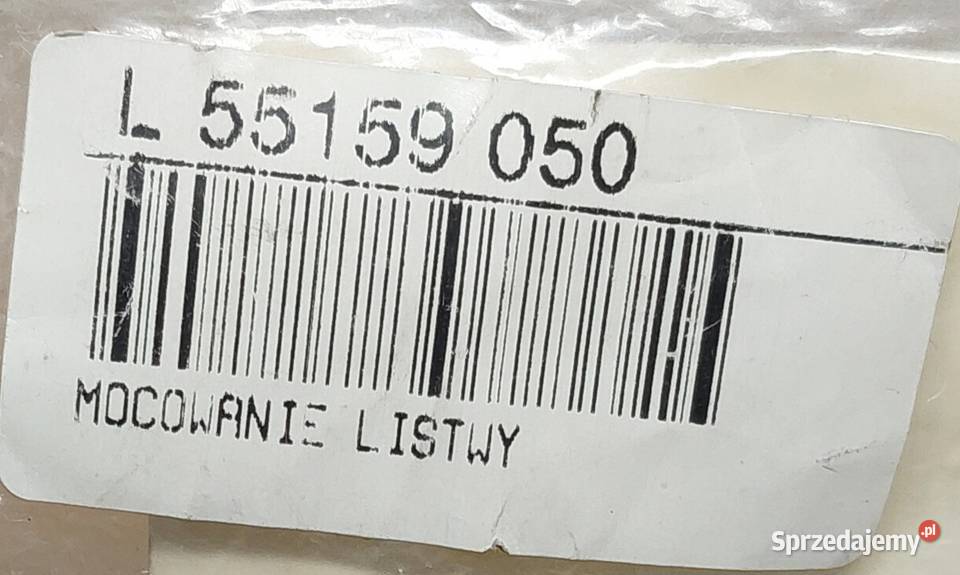 L 55159 050
MOCOWANIE LISTWY
Sprzedajemy.pl